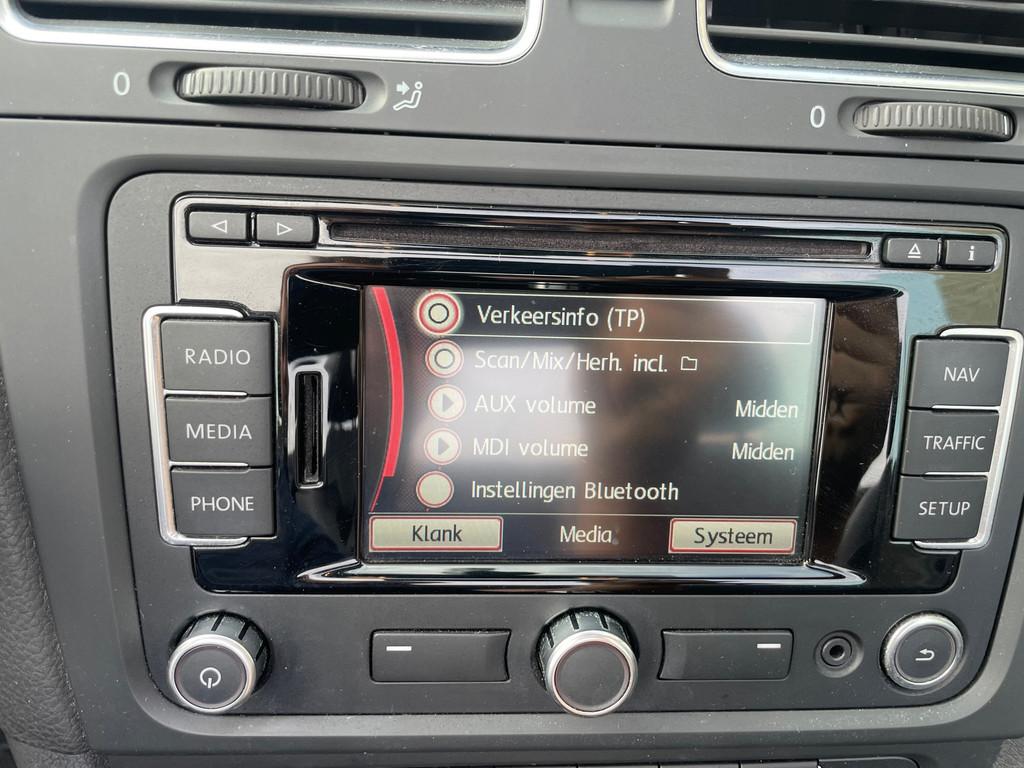 0
0
i
RADIO
MEDIA
PHONE
Verkeersinfo (TP)
Scan/Mix/Herh. incl.
AUX volume Midden
MDI volume Midden
Instellingen Bluetooth
Klank Media Systeem
NAV
TRAFFIC
SETUP